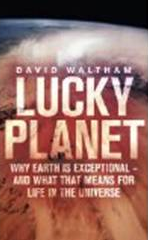 DAVID WALTHAM
LUCKY
PLANET
WHY EARTH IS EXCEPTIONAL –
AND WHAT THAT MEANS FOR
LIFE IN THE UNIVERSE